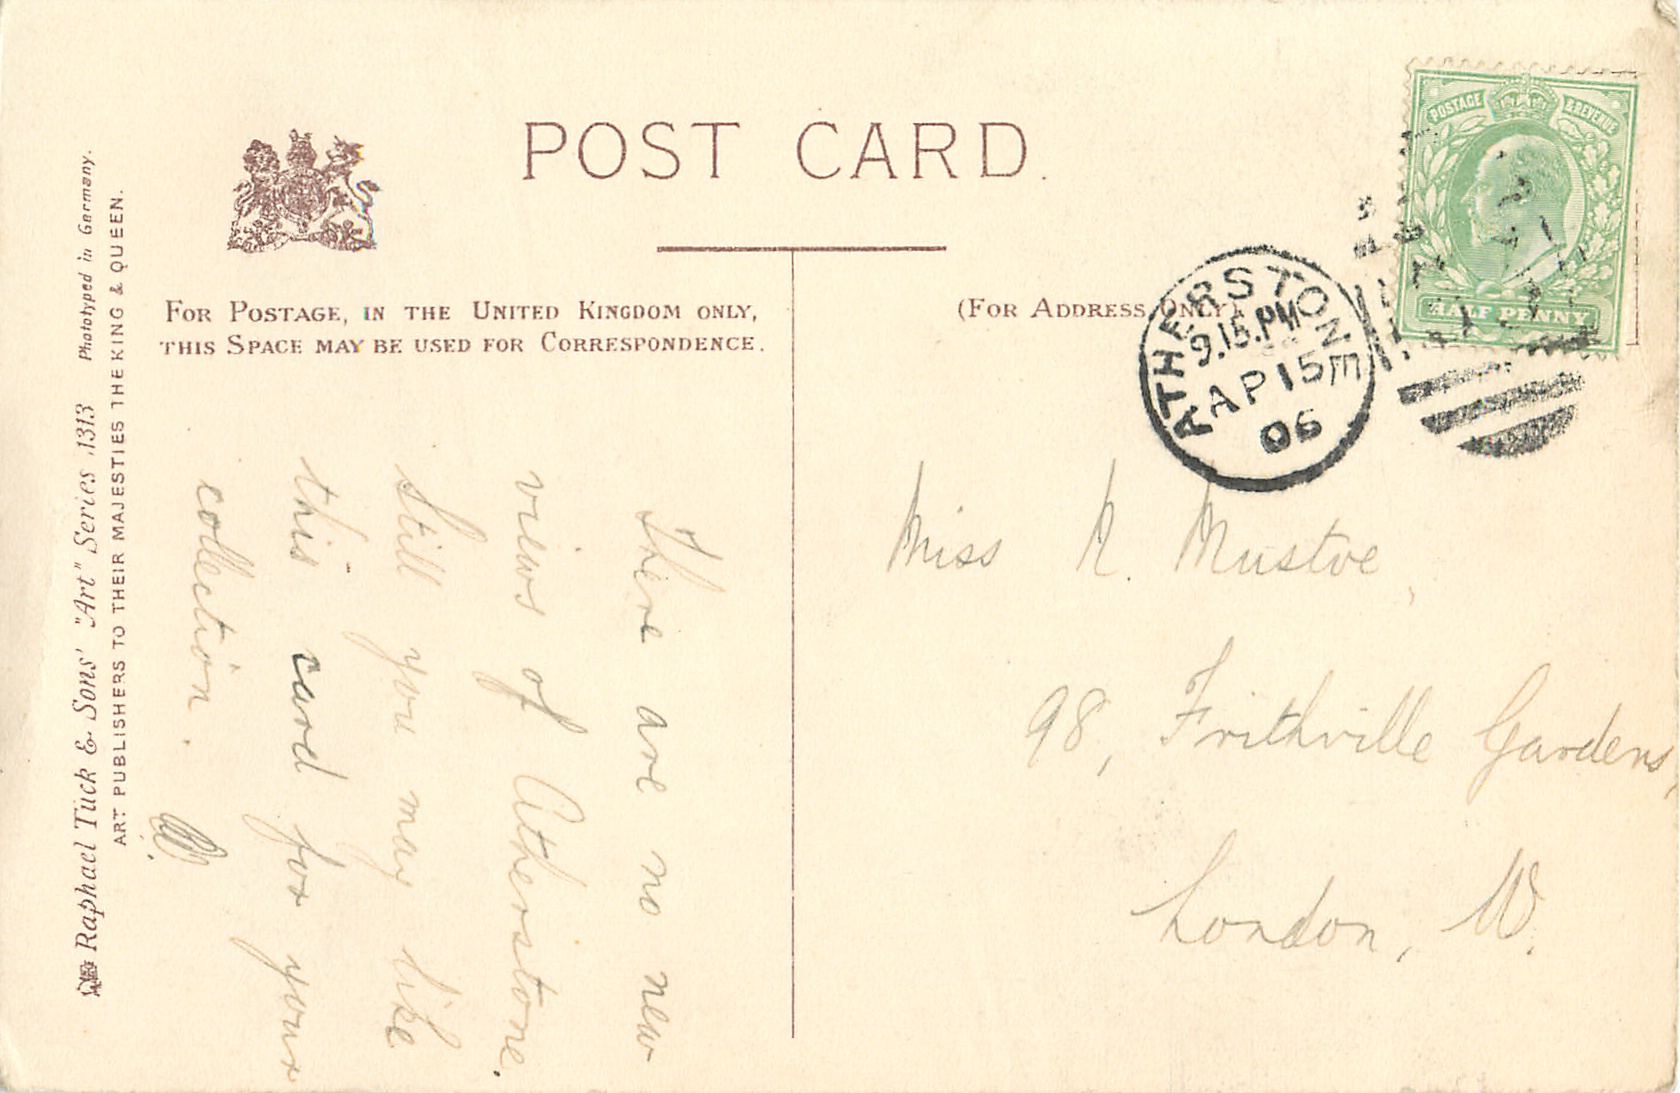 POST CARD.
FOR POSTAGE, IN THE UNITED KINGDOM ONLY,
THIS SPACE MAY BE USED FOR CORRESPONDENCE.
(FOR ADDRESS ONLY)
POSTAGE & REVENUE
HALF PENNY
ATHERSTONE
9.15.PM
AP 15
06
There are no new
views of Atherstone.
Still you may like
this card for your
collection.
Miss N. Mustoe,
98, Frithville Gardens,
London, W.
Raphael Tuck & Sons' "Art" Series 1313 Phototyped in Germany.
ART PUBLISHERS TO THEIR MAJESTIES THE KING & QUEEN.